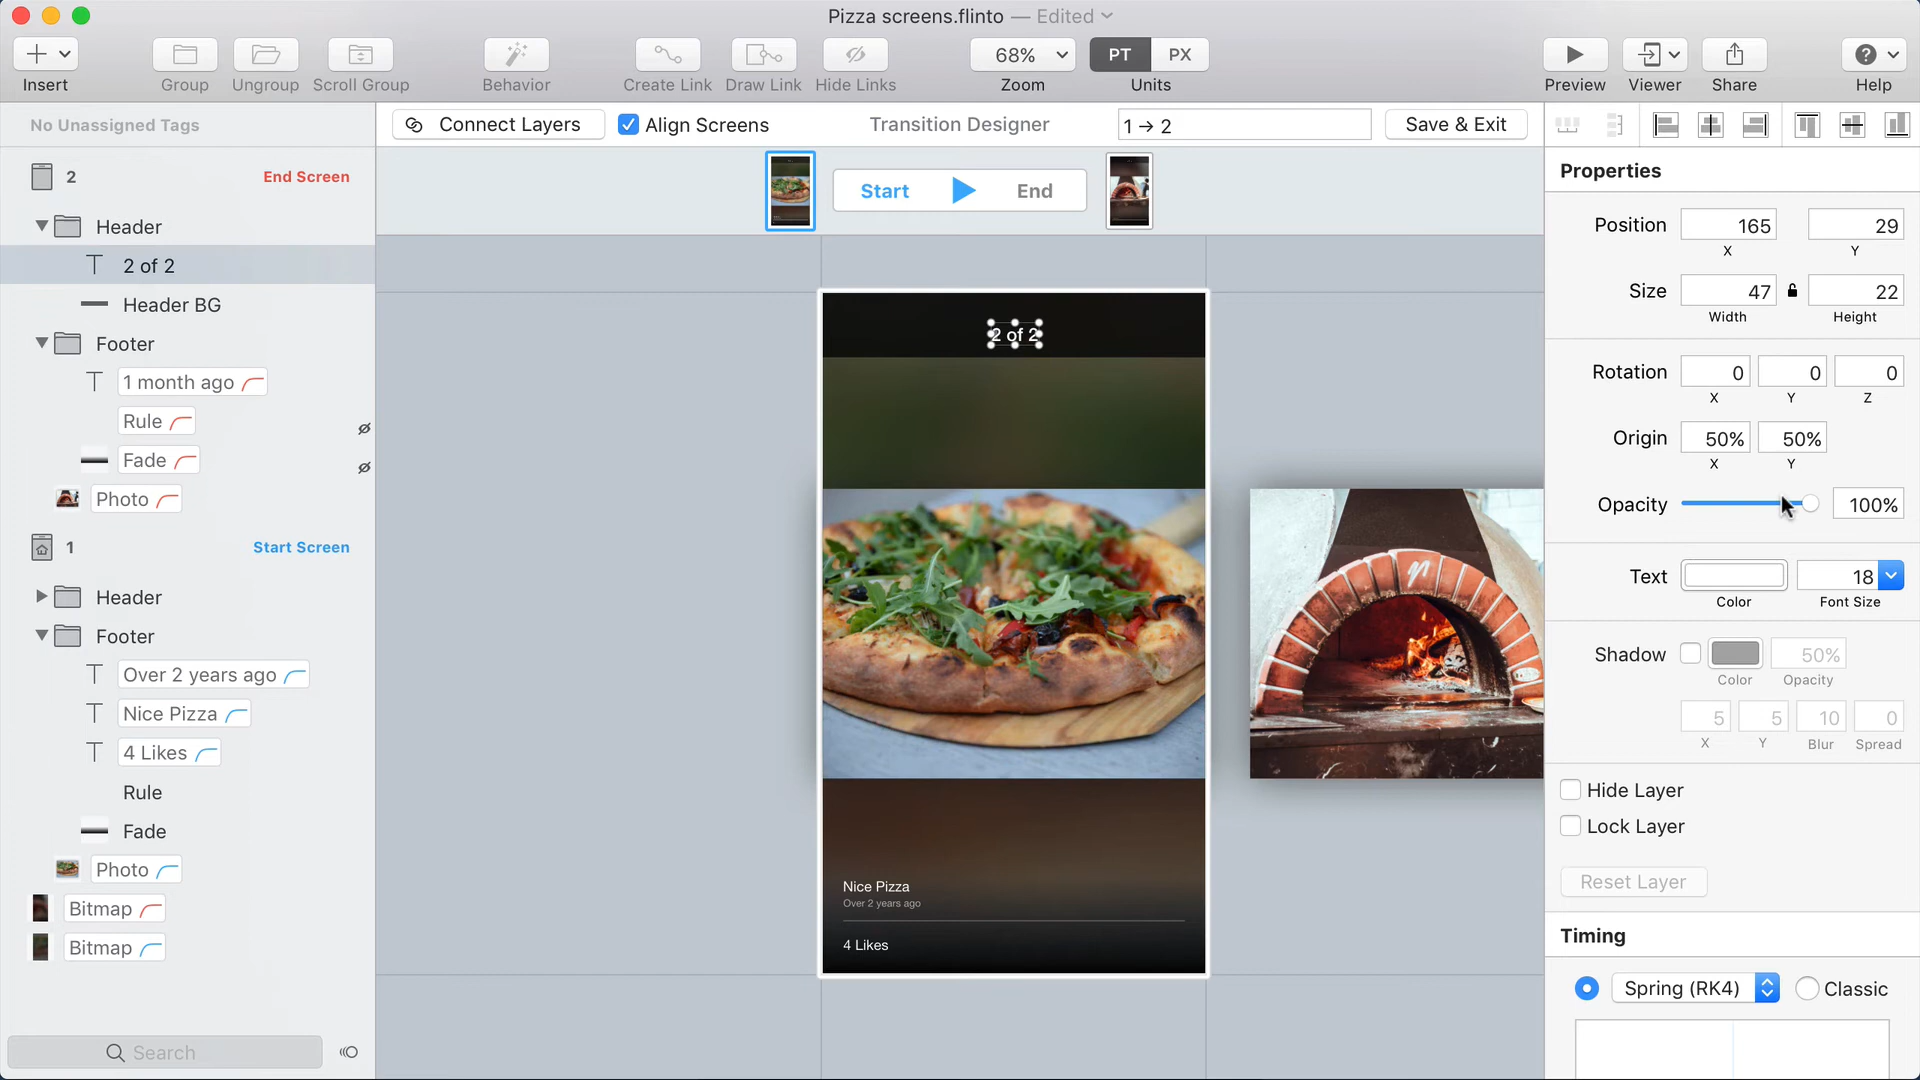 Pizza screens.flinto — Edited
Insert
Group
Ungroup
Scroll Group
Behavior
Create Link
Draw Link
Hide Links
68%
Zoom
PT
PX
Units
Preview
Viewer
Share
Help
No Unassigned Tags
Connect Layers
Align Screens
Transition Designer
1 → 2
Save & Exit
2
End Screen
Header
2 of 2
Header BG
Footer
1 month ago
Rule
Fade
Photo
1
Start Screen
Header
Footer
Over 2 years ago
Nice Pizza
4 Likes
Rule
Fade
Photo
Bitmap
Bitmap
Search
Start
End
2 of 2
Nice Pizza
Over 2 years ago
4 Likes
Properties
Position
165
29
X
Y
Size
47
22
Width
Height
Rotation
0
0
0
X
Y
Z
Origin
50%
50%
X
Y
Opacity
100%
Text
18
Color
Font Size
Shadow
50%
Color
Opacity
5
5
10
0
X
Y
Blur
Spread
Hide Layer
Lock Layer
Reset Layer
Timing
Spring (RK4)
Classic